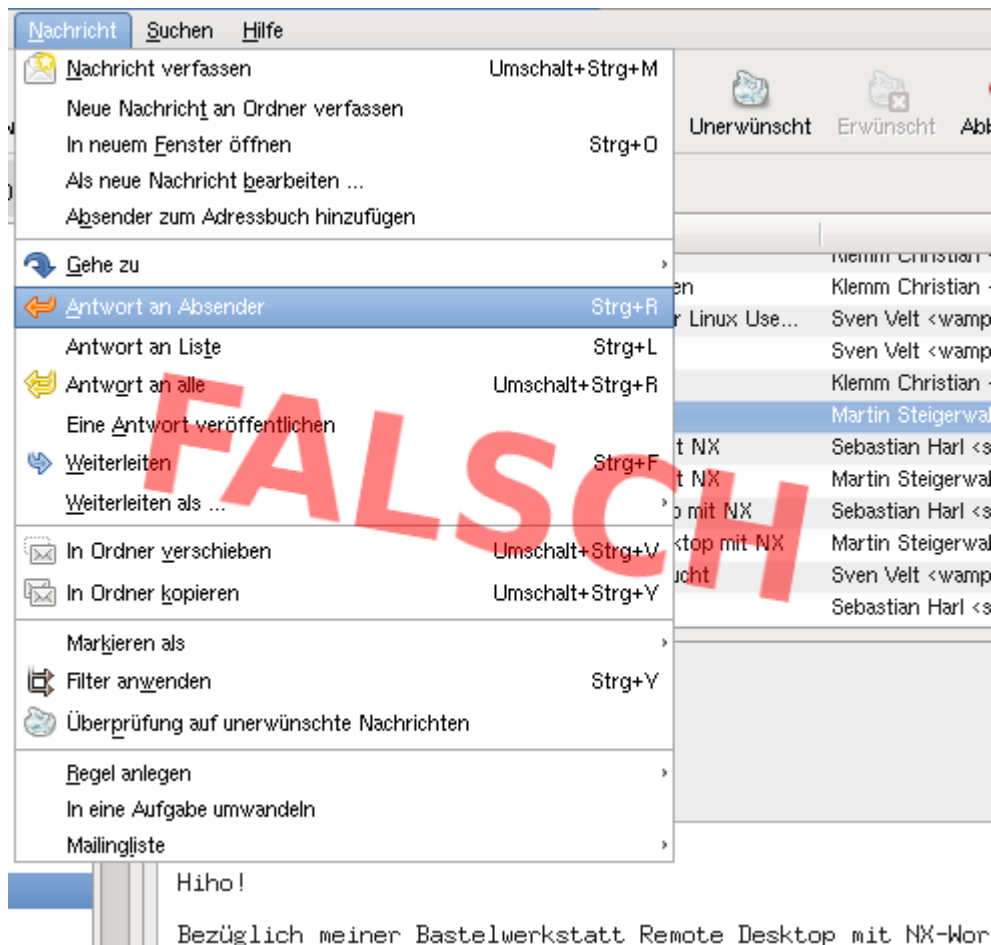 Nachricht Suchen Hilfe
Nachricht verfassen Umschalt+Strg+M
Neue Nachricht an Ordner verfassen
In neuem Fenster öffnen Strg+O
Als neue Nachricht bearbeiten ...
Absender zum Adressbuch hinzufügen
Gehe zu
Antwort an Absender Strg+R
Antwort an Liste Strg+L
Antwort an alle Umschalt+Strg+R
Eine Antwort veröffentlichen
Weiterleiten Strg+F
Weiterleiten als ...
In Ordner verschieben Umschalt+Strg+V
In Ordner kopieren Umschalt+Strg+Y
Markieren als
Filter anwenden Strg+Y
Überprüfung auf unerwünschte Nachrichten
Regel anlegen
In eine Aufgabe umwandeln
Mailingliste
FALSCH
Unerwünscht Erwünscht Abb
Klemm Christian
en Klemm Christian
r Linux Use... Sven Velt <wamp
Sven Velt <wamp
Klemm Christian
Martin Steigerwal
t NX Sebastian Harl <s
t NX Martin Steigerwal
p mit NX Sebastian Harl <s
ktop mit NX Martin Steigerwal
ucht Sven Velt <wamp
Sebastian Harl <s
Hiho!
Bezüglich meiner Bastelwerkstatt Remote Desktop mit NX-Wor